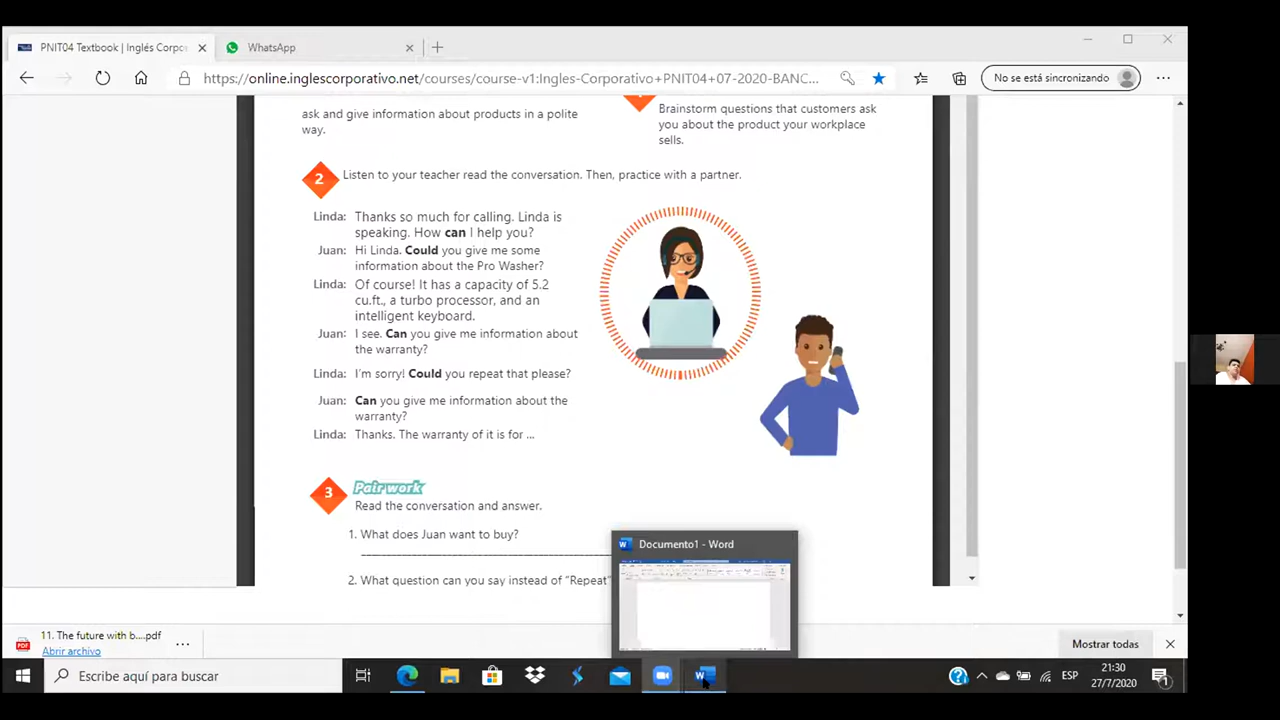 PNIT04 Textbook | Inglés Corpo
WhatsApp
https://online.inglescorporativo.net/courses/course-v1:Ingles-Corporativo+PNIT04+07-2020-BANC...
No se está sincronizando
ask and give information about products in a polite
way.
Brainstorm questions that customers ask
you about the product your workplace
sells.
2 Listen to your teacher read the conversation. Then, practice with a partner.
Linda: Thanks so much for calling. Linda is
speaking. How can I help you?
Juan: Hi Linda. Could you give me some
information about the Pro Washer?
Linda: Of course! It has a capacity of 5.2
cu.ft., a turbo processor, and an
intelligent keyboard.
Juan: I see. Can you give me information about
the warranty?
Linda: I'm sorry! Could you repeat that please?
Juan: Can you give me information about the
warranty?
Linda: Thanks. The warranty of it is for ...
3 Pair work
Read the conversation and answer.
1. What does Juan want to buy?
2. What question can you say instead of “Repeat”
Documento1 - Word
11. The future with b....pdf
Abrir archivo
Mostrar todas
Escribe aquí para buscar
ESP
21:30
27/7/2020
1